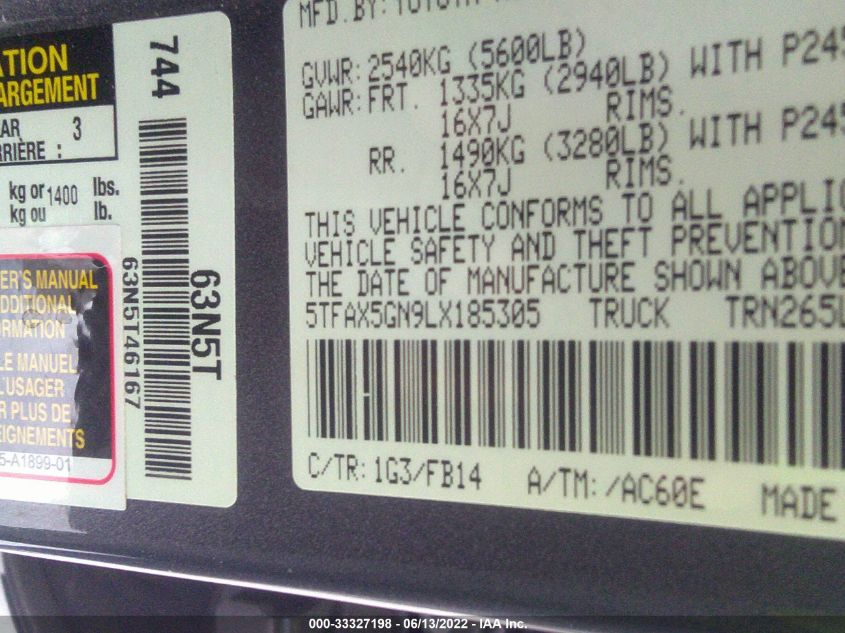 ATION
ARGEMENT
AR 3
RRIÈRE :
kg or 1400 lbs.
kg ou lb.
ER'S MANUAL
ADDITIONAL
ORMATION
LE MANUEL
L'USAGER
R PLUS DE
EIGNEMENTS
5-A1899-01
744
63N5T46167
63N5T
MFD.BY: TOYOTA
GVWR: 2540KG (5600LB)
GAWR: FRT. 1335KG (2940LB) WITH P245
16X7J RIMS.
RR. 1490KG (3280LB) WITH P245
16X7J RIMS.
THIS VEHICLE CONFORMS TO ALL APPLIC
VEHICLE SAFETY AND THEFT PREVENTION
THE DATE OF MANUFACTURE SHOWN ABOVE
5TFAX5GN9LX185305 TRUCK TRN265L
C/TR: 1G3/FB14 A/TM: /AC60E MADE
000-33327198 - 06/13/2022 - IAAI Inc.